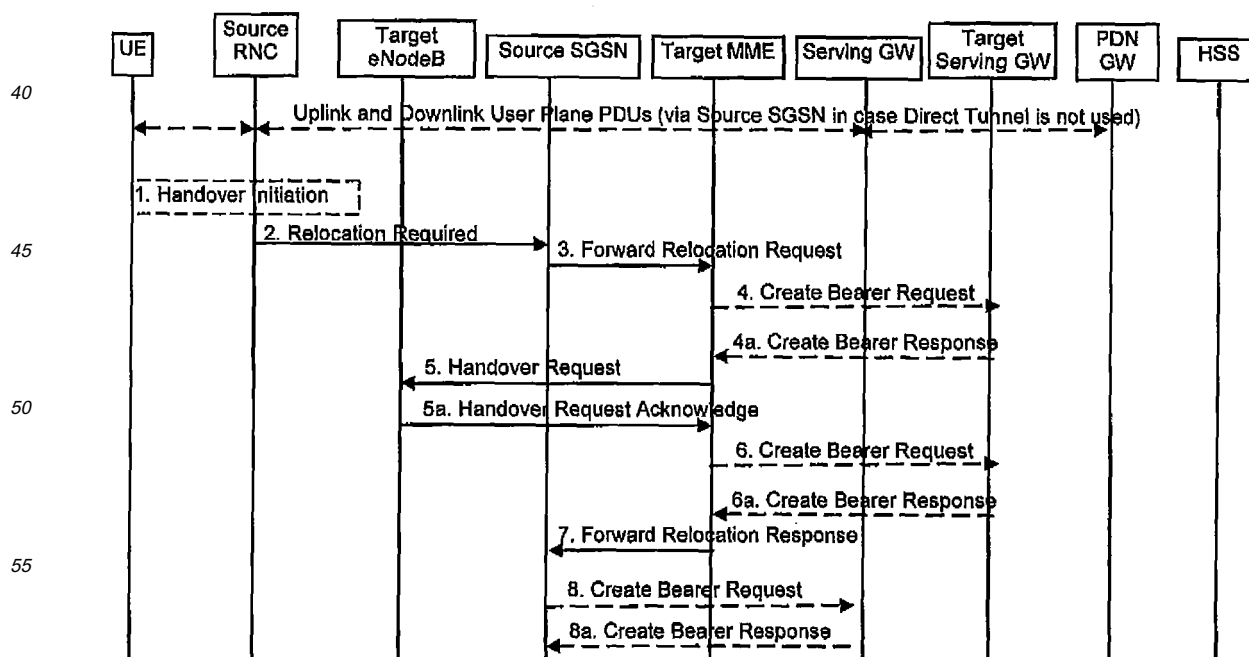 UE
Source
RNC
Target
eNodeB
Source SGSN
Target MME
Serving GW
Target
Serving GW
PDN
GW
HSS
40
Uplink and Downlink User Plane PDUs (via Source SGSN in case Direct Tunnel is not used)
1. Handover Initiation
2. Relocation Required
45
3. Forward Relocation Request
4. Create Bearer Request
4a. Create Bearer Response
5. Handover Request
50
5a. Handover Request Acknowledge
6. Create Bearer Request
6a. Create Bearer Response
7. Forward Relocation Response
55
8. Create Bearer Request
8a. Create Bearer Response